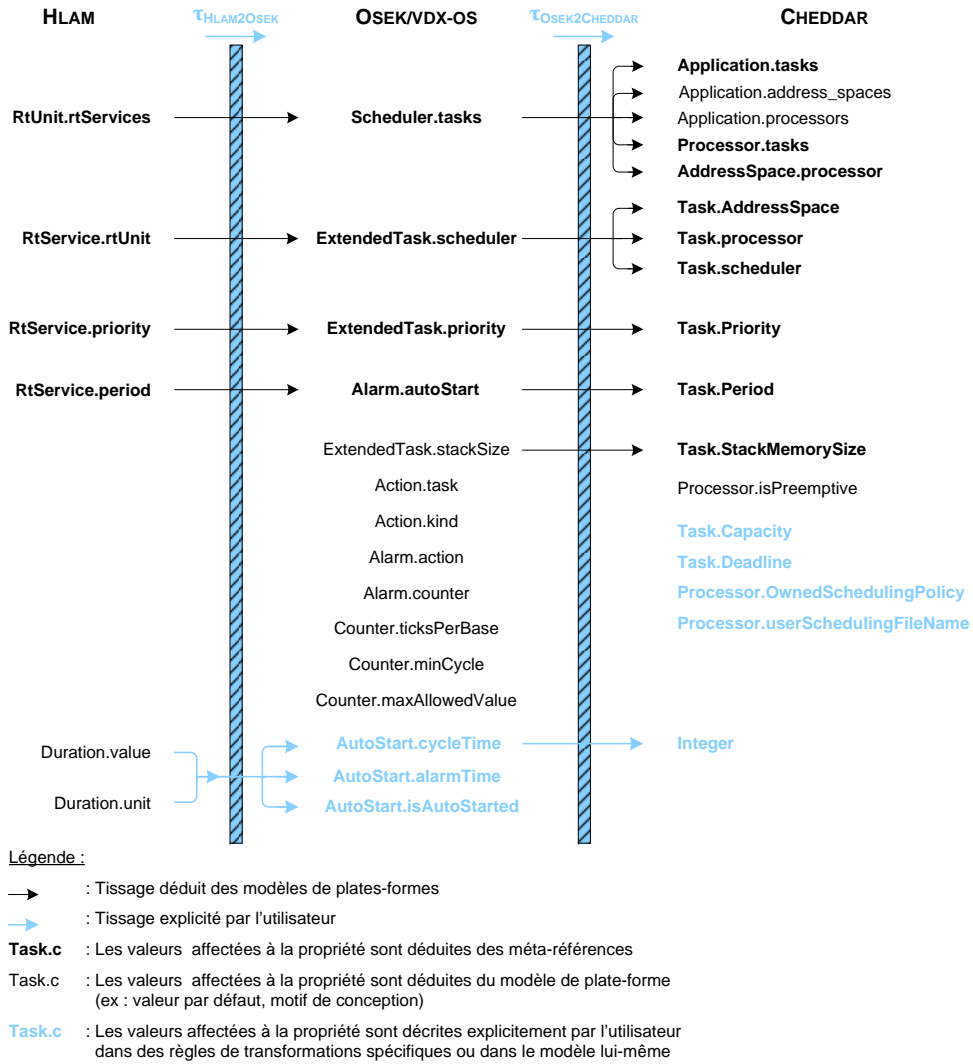 HLAM τHLAM2OSEK OSEK/VDX-OS τOSEK2CHEDDAR CHEDDAR
Application.tasks
Application.address_spaces
RtUnit.rtServices Scheduler.tasks Application.processors
Processor.tasks
AddressSpace.processor
Task.AddressSpace
RtService.rtUnit ExtendedTask.scheduler Task.processor
Task.scheduler
RtService.priority ExtendedTask.priority Task.Priority
RtService.period Alarm.autoStart Task.Period
ExtendedTask.stackSize Task.StackMemorySize
Action.task Processor.isPreemptive
Action.kind Task.Capacity
Alarm.action Task.Deadline
Alarm.counter Processor.OwnedSchedulingPolicy
Counter.ticksPerBase Processor.userSchedulingFileName
Counter.minCycle
Counter.maxAllowedValue
Duration.value AutoStart.cycleTime Integer
AutoStart.alarmTime
Duration.unit AutoStart.isAutoStarted
Légende :
: Tissage déduit des modèles de plates-formes
: Tissage explicité par l'utilisateur
Task.c : Les valeurs affectées à la propriété sont déduites des méta-références
Task.c : Les valeurs affectées à la propriété sont déduites du modèle de plate-forme
(ex : valeur par défaut, motif de conception)
Task.c : Les valeurs affectées à la propriété sont décrites explicitement par l'utilisateur
dans des règles de transformations spécifiques ou dans le modèle lui-même